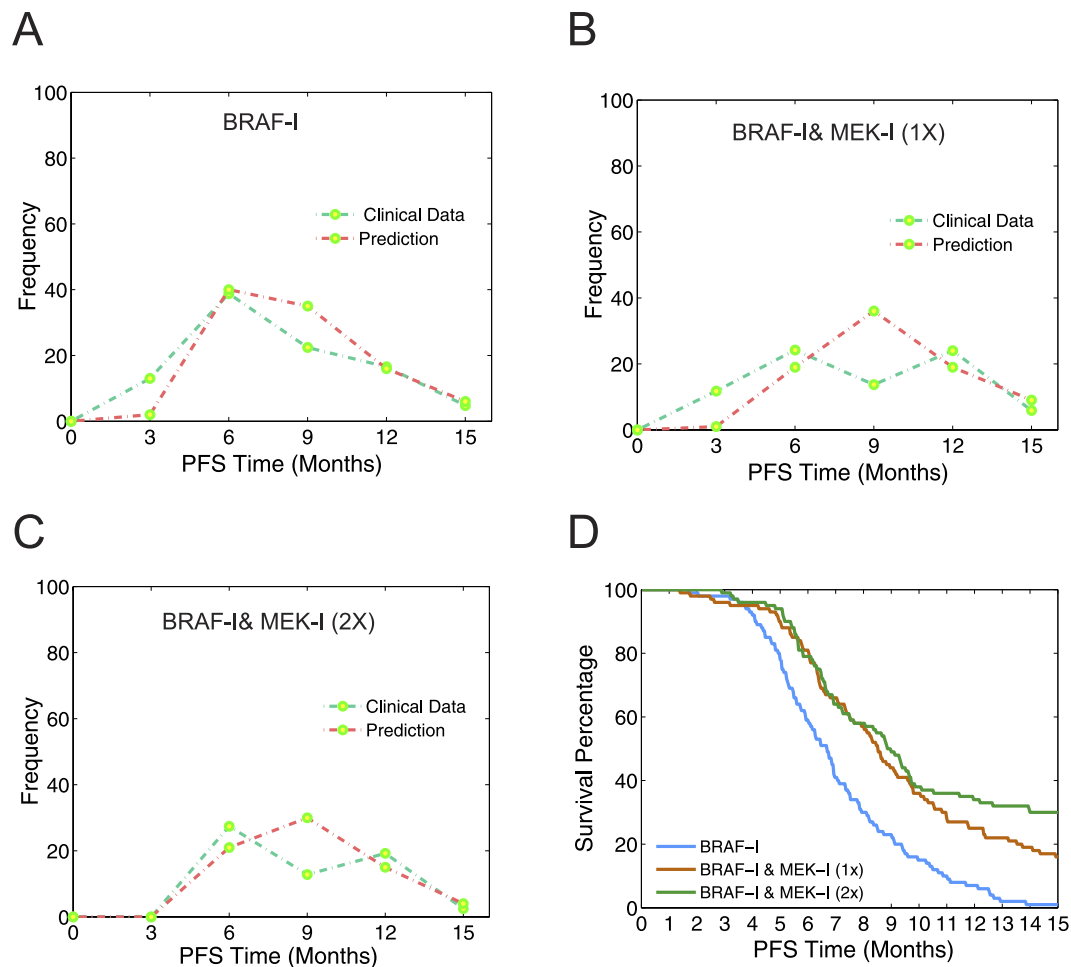 A
100
80
60
40
20
0
Frequency
BRAF-I
Clinical Data
Prediction
0 3 6 9 12 15
PFS Time (Months)
B
100
80
60
40
20
0
Frequency
BRAF-I& MEK-I (1X)
Clinical Data
Prediction
0 3 6 9 12 15
PFS Time (Months)
C
100
80
60
40
20
0
Frequency
BRAF-I& MEK-I (2X)
Clinical Data
Prediction
0 3 6 9 12 15
PFS Time (Months)
D
100
80
60
40
20
0
Survival Percentage
BRAF–I
BRAF–I & MEK–I (1x)
BRAF–I & MEK–I (2x)
0 1 2 3 4 5 6 7 8 9 10 11 12 13 14 15
PFS Time (Months)